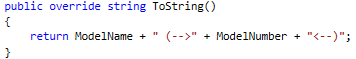 public override string ToString()
{
return ModelName + " (-->" + ModelNumber + "<--)";
}